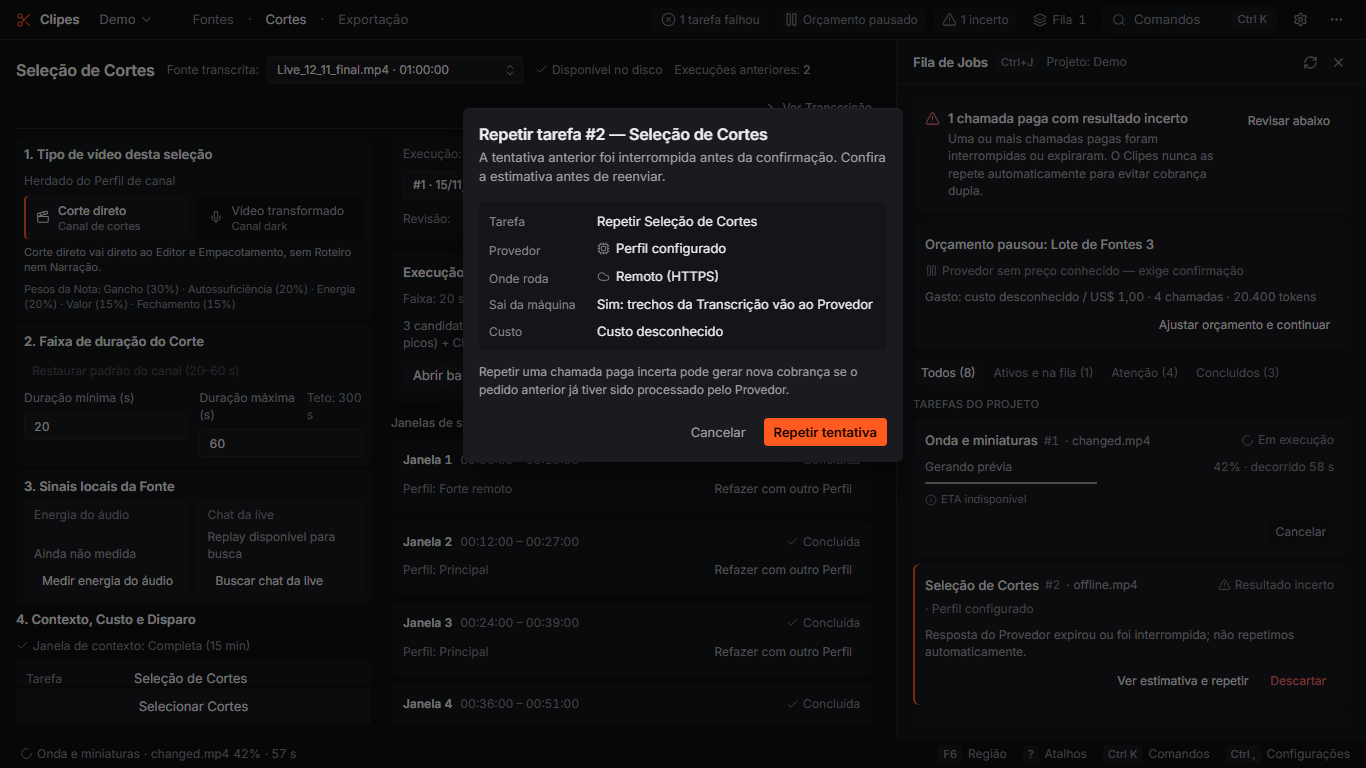 Clipes
Demo
Fontes · Cortes · Exportação
1 tarefa falhou
Orçamento pausado
1 incerto
Fila 1
Comandos Ctrl K
Seleção de Cortes
Fonte transcrita:
Live_12_11_final.mp4 · 01:00:00
Disponível no disco
Execuções anteriores: 2
Ver Transcrição
1. Tipo de vídeo desta seleção
Herdado do Perfil de canal
Corte direto
Canal de cortes
Vídeo transformado
Canal dark
Corte direto vai direto ao Editor e Empacotamento, sem Roteiro
nem Narração.
Pesos da Nota: Gancho (30%) · Autossuficiência (20%) · Energia
(20%) · Valor (15%) · Fechamento (15%)
2. Faixa de duração do Corte
Restaurar padrão do canal (20–60 s)
Duração mínima (s)
20
Duração máxima
(s)
Teto: 300
s
60
3. Sinais locais da Fonte
Energia do áudio
Ainda não medida
Medir energia do áudio
Chat da live
Replay disponível para
busca
Buscar chat da live
4. Contexto, Custo e Disparo
Janela de contexto: Completa (15 min)
Tarefa
Seleção de Cortes
Selecionar Cortes
Execução:
#1 · 15/11
Revisão:
Execução
Faixa: 20 s
3 candidat
picos) +
Abrir ba
Janelas de s
Repetir tarefa #2 — Seleção de Cortes
A tentativa anterior foi interrompida antes da confirmação. Confira
a estimativa antes de reenviar.
Tarefa Repetir Seleção de Cortes
Provedor Perfil configurado
Onde roda Remoto (HTTPS)
Sai da máquina Sim: trechos da Transcrição vão ao Provedor
Custo Custo desconhecido
Repetir uma chamada paga incerta pode gerar nova cobrança se o
pedido anterior já tiver sido processado pelo Provedor.
Cancelar
Repetir tentativa
Janela 1
Perfil: Forte remoto
Refazer com outro Perfil
Janela 2 00:12:00 – 00:27:00
Concluída
Perfil: Principal
Refazer com outro Perfil
Janela 3 00:24:00 – 00:39:00
Concluída
Perfil: Principal
Refazer com outro Perfil
Janela 4 00:36:00 – 00:51:00
Concluída
Fila de Jobs Ctrl+J Projeto: Demo
1 chamada paga com resultado incerto
Revisar abaixo
Uma ou mais chamadas pagas foram
interrompidas ou expiraram. O Clipes nunca as
repete automaticamente para evitar cobrança
dupla.
Orçamento pausou: Lote de Fontes 3
Provedor sem preço conhecido — exige confirmação
Gasto: custo desconhecido / US$ 1,00 · 4 chamadas · 20.400 tokens
Ajustar orçamento e continuar
Todos (8)
Ativos e na fila (1)
Atenção (4)
Concluídos (3)
TAREFAS DO PROJETO
Onda e miniaturas #1 · changed.mp4
Em execução
Gerando prévia
42% · decorrido 58 s
ETA indisponível
Cancelar
Seleção de Cortes #2 · offline.mp4
Resultado incerto
· Perfil configurado
Resposta do Provedor expirou ou foi interrompida; não repetimos
automaticamente.
Ver estimativa e repetir
Descartar
Onda e miniaturas · changed.mp4 42% · 57 s
F6 Região
? Atalhos
Ctrl K Comandos
Ctrl , Configurações